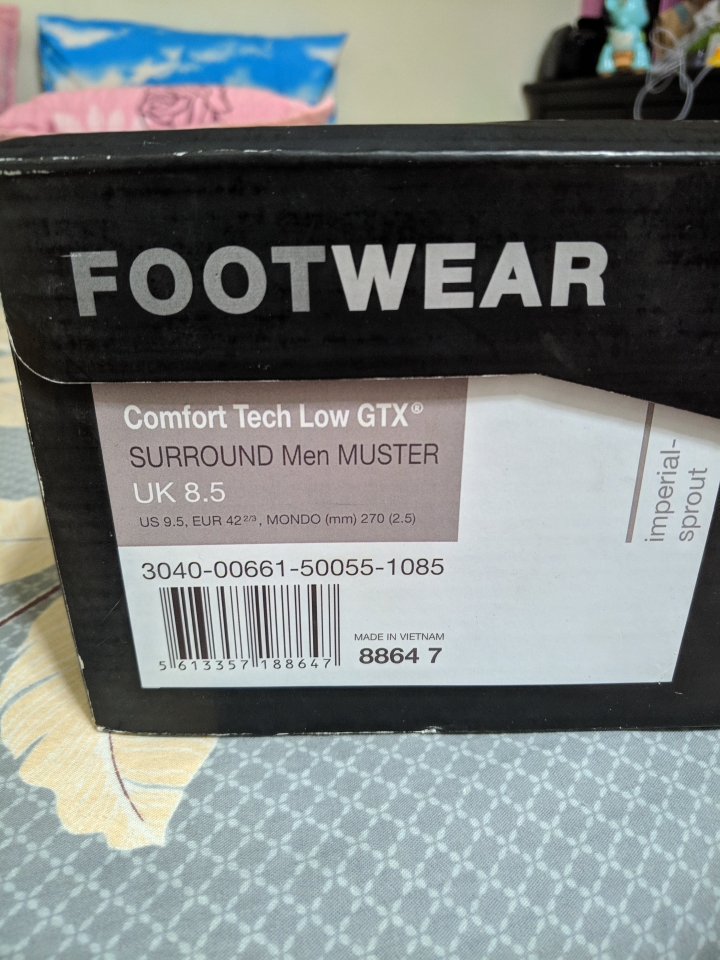 FOOTWEAR
Comfort Tech Low GTX®
SURROUND Men MUSTER
UK 8.5
US 9.5, EUR 42 2/3, MONDO (mm) 270 (2.5)
3040-00661-50055-1085
5 613357 188647
MADE IN VIETNAM
8864 7
imperial-
sprout